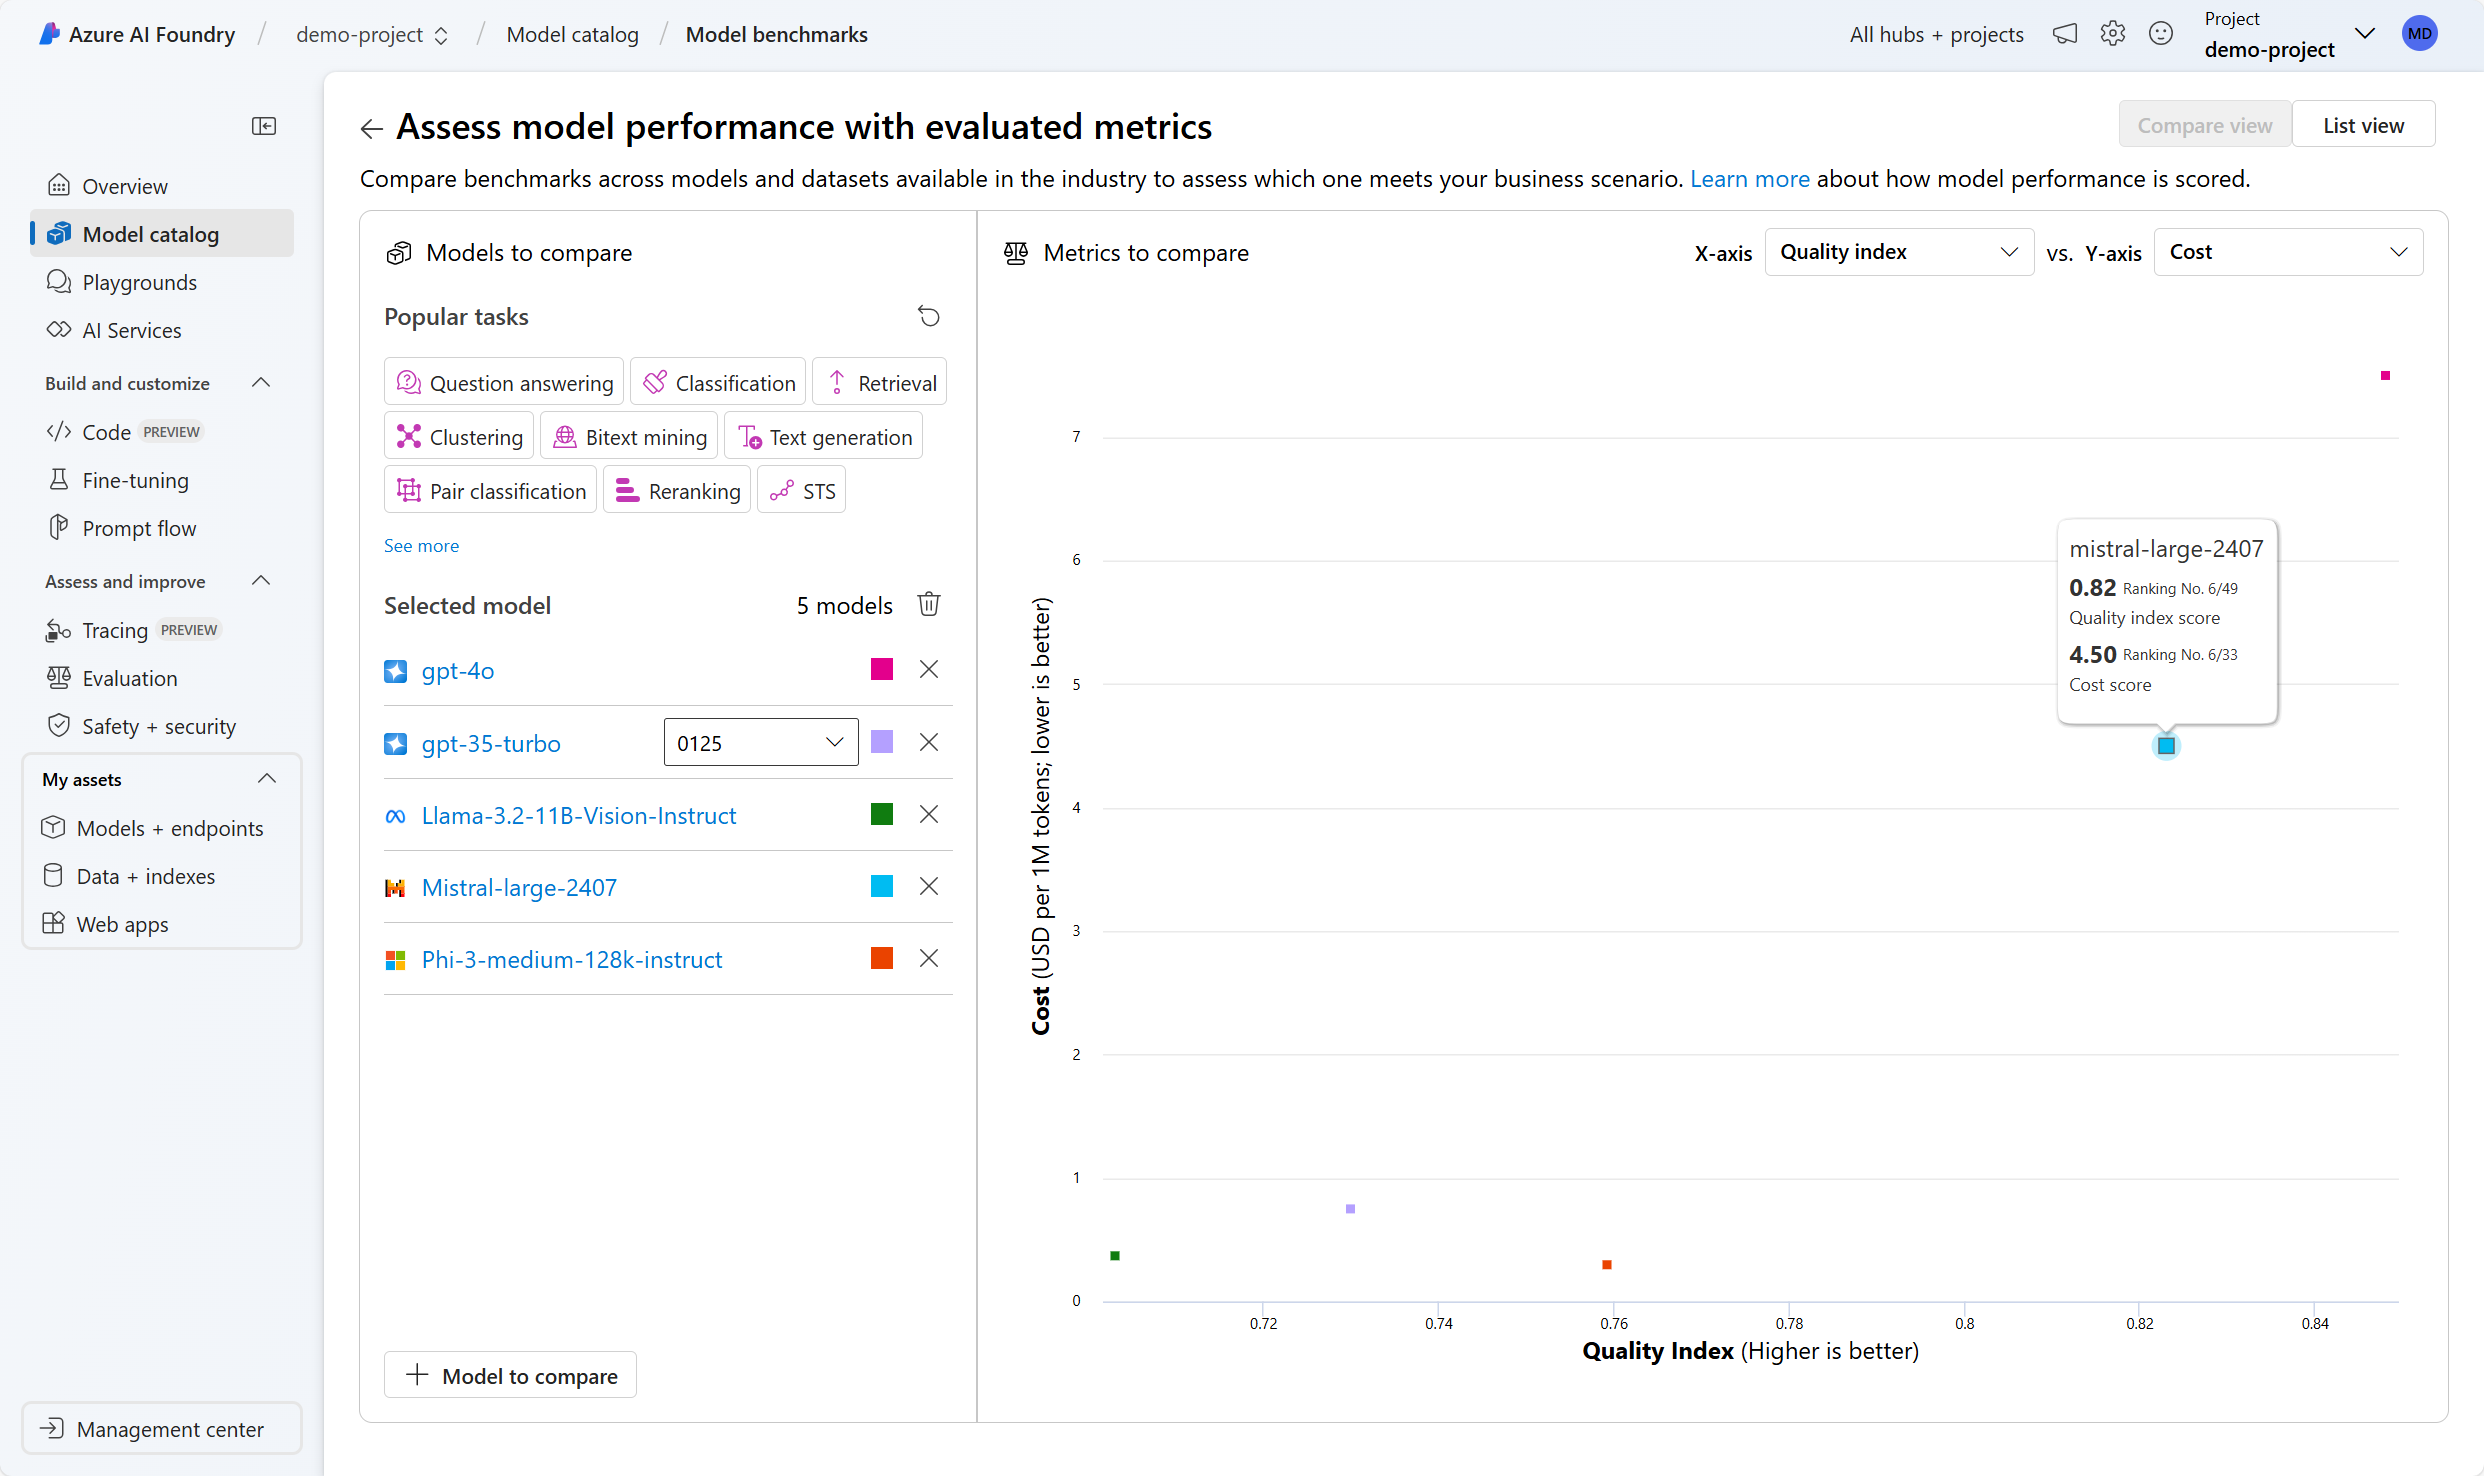 Azure AI Foundry / demo-project / Model catalog / Model benchmarks
All hubs + projects
Project
demo-project
MD
Overview
Model catalog
Playgrounds
AI Services
Build and customize
Code PREVIEW
Fine-tuning
Prompt flow
Assess and improve
Tracing PREVIEW
Evaluation
Safety + security
My assets
Models + endpoints
Data + indexes
Web apps
Management center
Assess model performance with evaluated metrics
Compare view
List view
Compare benchmarks across models and datasets available in the industry to assess which one meets your business scenario. Learn more about how model performance is scored.
Models to compare
Popular tasks
Question answering
Classification
Retrieval
Clustering
Bitext mining
Text generation
Pair classification
Reranking
STS
See more
Selected model
5 models
gpt-4o
gpt-35-turbo
0125
Llama-3.2-11B-Vision-Instruct
Mistral-large-2407
Phi-3-medium-128k-instruct
Model to compare
Metrics to compare
X-axis Quality index vs. Y-axis Cost
Cost (USD per 1M tokens; lower is better)
7
6
5
4
3
2
1
0
mistral-large-2407
0.82 Ranking No. 6/49
Quality index score
4.50 Ranking No. 6/33
Cost score
0.72 0.74 0.76 0.78 0.8 0.82 0.84
Quality Index (Higher is better)